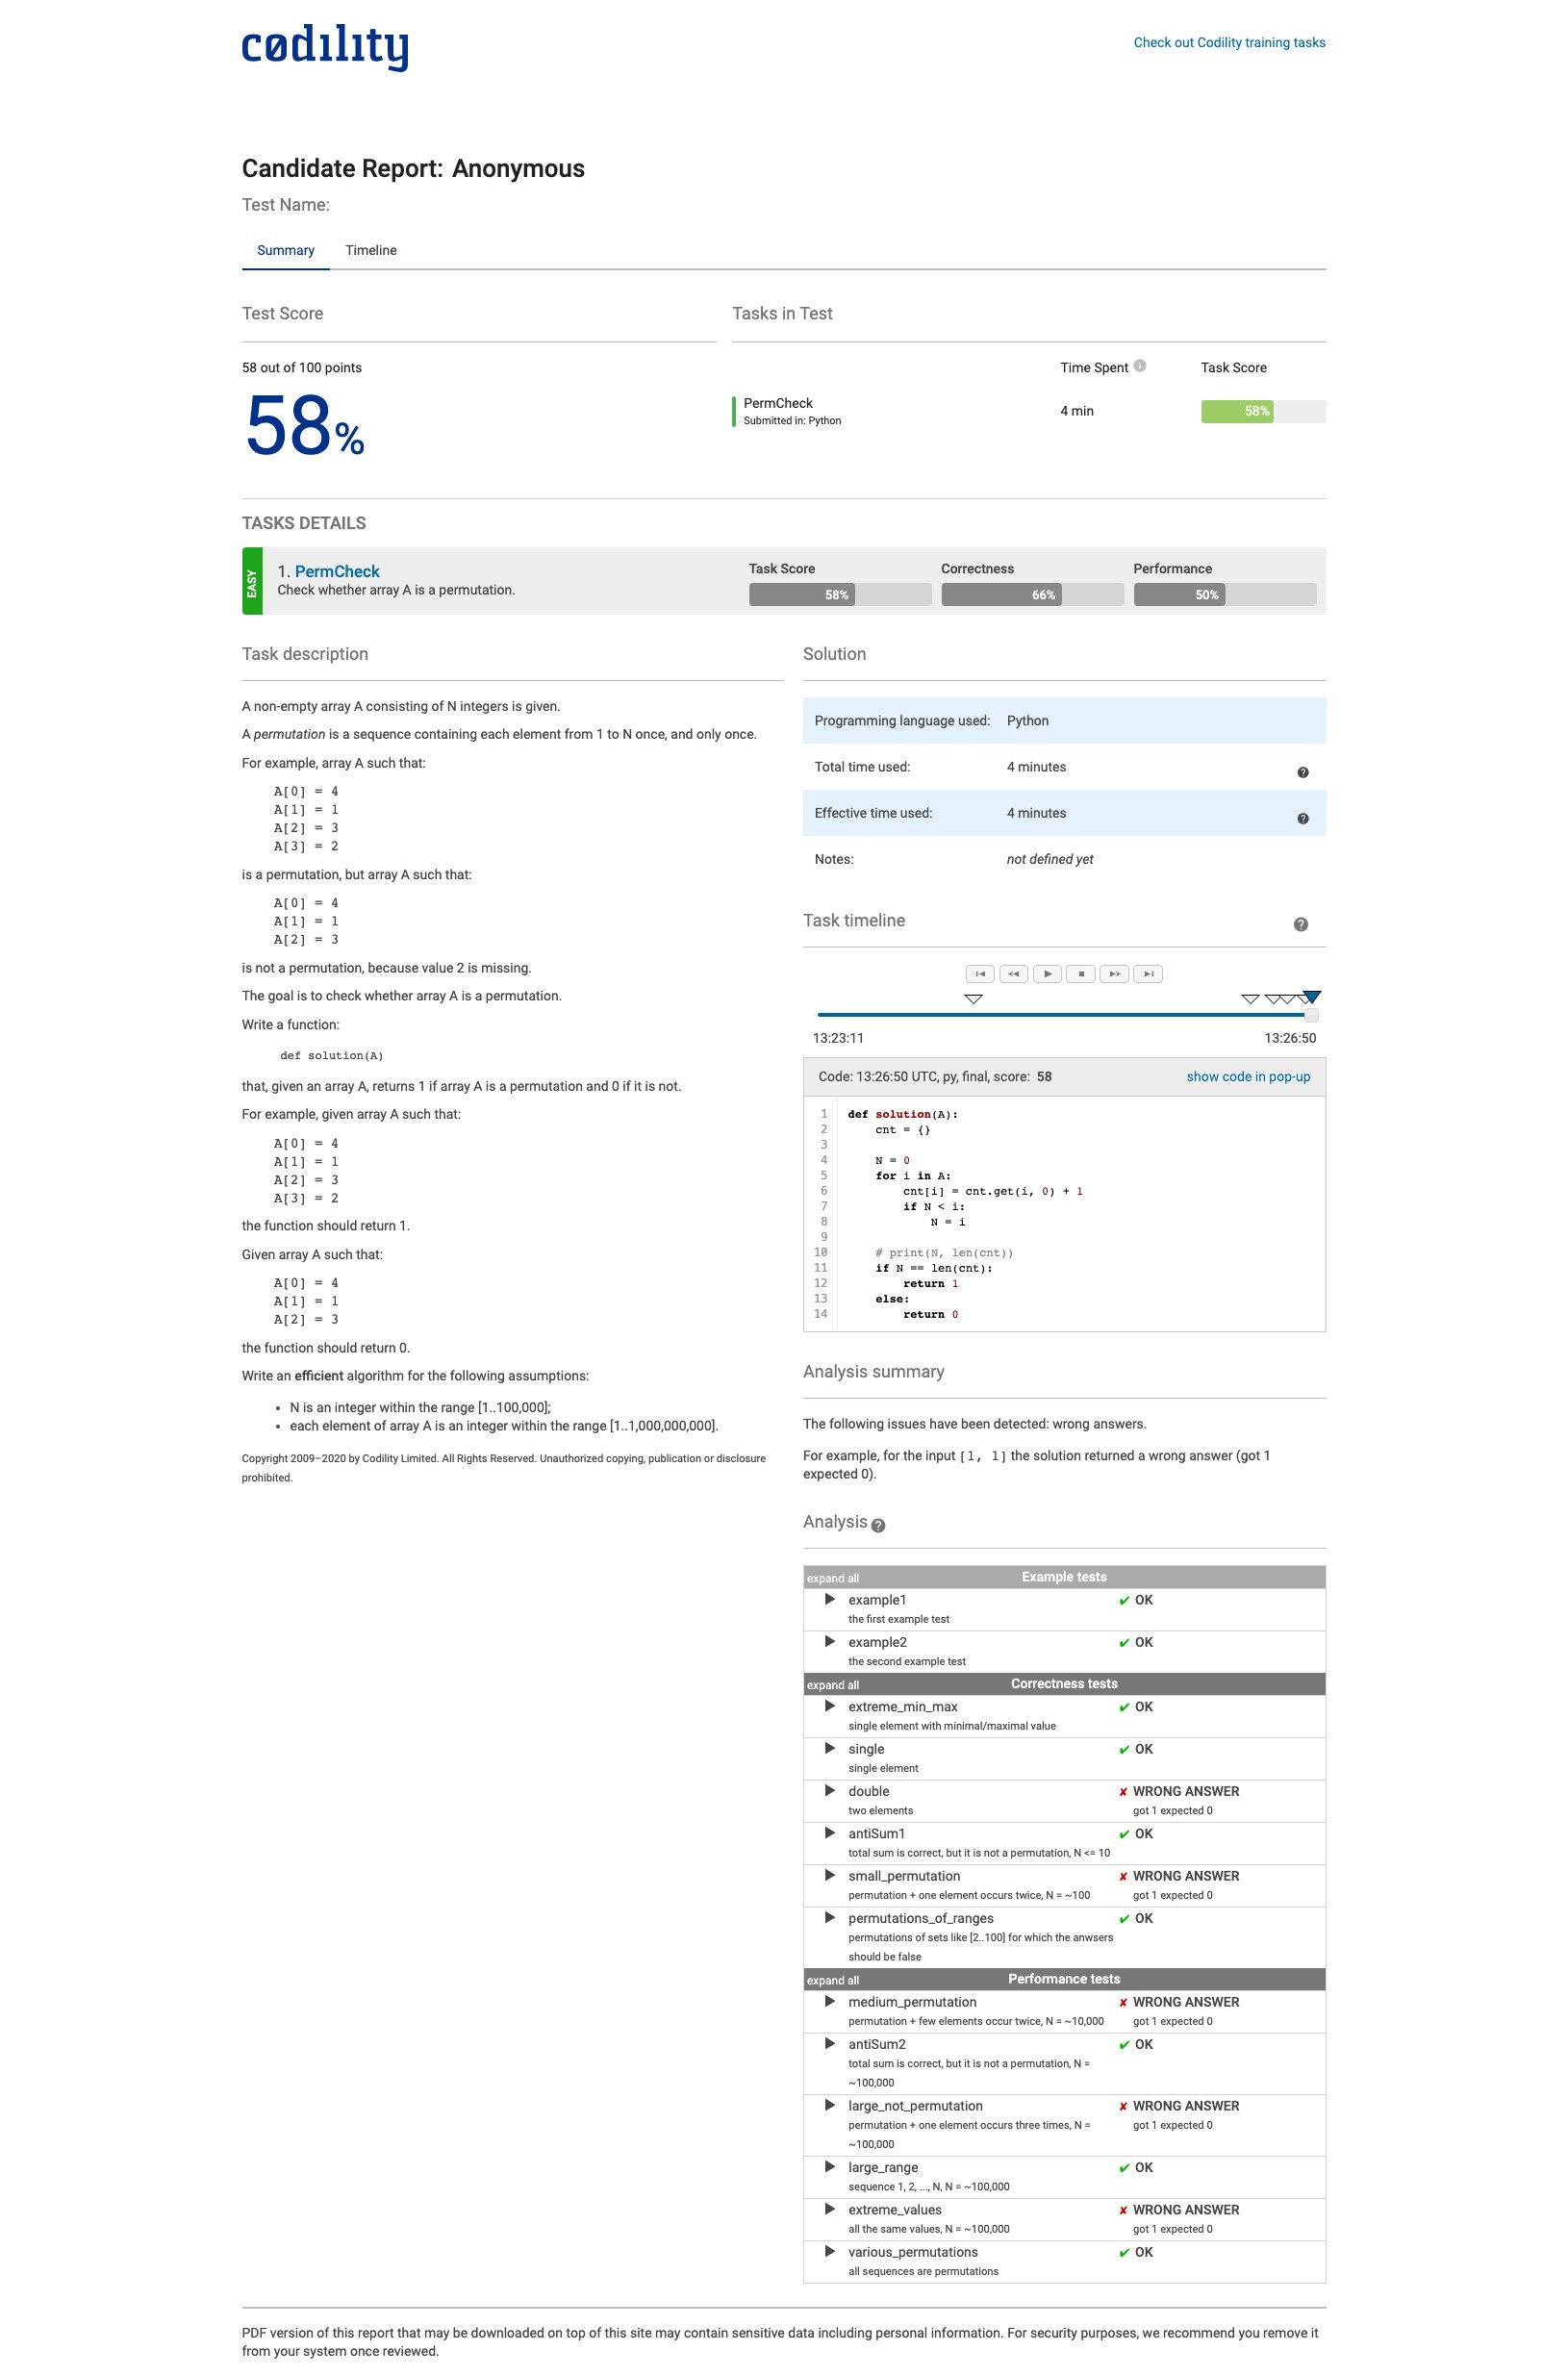 cødility
Check out Codility training tasks
Candidate Report: Anonymous
Test Name:
Summary Timeline
Test Score
58 out of 100 points
58%
Tasks in Test
Time Spent Task Score
PermCheck
Submitted in: Python
4 min
58%
TASKS DETAILS
EASY
1. PermCheck
Check whether array A is a permutation.
Task Score Correctness Performance
58% 66% 50%
Task description
A non-empty array A consisting of N integers is given.
A permutation is a sequence containing each element from 1 to N once, and only once.
For example, array A such that:
A[0] = 4
A[1] = 1
A[2] = 3
A[3] = 2
is a permutation, but array A such that:
A[0] = 4
A[1] = 1
A[2] = 3
is not a permutation, because value 2 is missing.
The goal is to check whether array A is a permutation.
Write a function:
def solution(A)
that, given an array A, returns 1 if array A is a permutation and 0 if it is not.
For example, given array A such that:
A[0] = 4
A[1] = 1
A[2] = 3
A[3] = 2
the function should return 1.
Given array A such that:
A[0] = 4
A[1] = 1
A[2] = 3
the function should return 0.
Write an efficient algorithm for the following assumptions:
• N is an integer within the range [1..100,000];
• each element of array A is an integer within the range [1..1,000,000,000].
Copyright 2009–2020 by Codility Limited. All Rights Reserved. Unauthorized copying, publication or disclosure
prohibited.
Solution
Programming language used: Python
Total time used: 4 minutes
Effective time used: 4 minutes
Notes: not defined yet
Task timeline
13:23:11 13:26:50
Code: 13:26:50 UTC, py, final, score: 58 show code in pop-up
1 def solution(A):
2     cnt = {}
3
4     N = 0
5     for i in A:
6         cnt[i] = cnt.get(i, 0) + 1
7         if N < i:
8             N = i
9
10     # print(N, len(cnt))
11     if N == len(cnt):
12         return 1
13     else:
14         return 0
Analysis summary
The following issues have been detected: wrong answers.
For example, for the input [1, 1] the solution returned a wrong answer (got 1
expected 0).
Analysis
expand all Example tests
example1 ✔ OK
the first example test
example2 ✔ OK
the second example test
expand all Correctness tests
extreme_min_max ✔ OK
single element with minimal/maximal value
single ✔ OK
single element
double ✘ WRONG ANSWER
two elements got 1 expected 0
antiSum1 ✔ OK
total sum is correct, but it is not a permutation, N <= 10
small_permutation ✘ WRONG ANSWER
permutation + one element occurs twice, N = ~100 got 1 expected 0
permutations_of_ranges ✔ OK
permutations of sets like [2..100] for which the anwsers
should be false
expand all Performance tests
medium_permutation ✘ WRONG ANSWER
permutation + few elements occur twice, N = ~10,000 got 1 expected 0
antiSum2 ✔ OK
total sum is correct, but it is not a permutation, N =
~100,000
large_not_permutation ✘ WRONG ANSWER
permutation + one element occurs three times, N = got 1 expected 0
~100,000
large_range ✔ OK
sequence 1, 2, ..., N, N = ~100,000
extreme_values ✘ WRONG ANSWER
all the same values, N = ~100,000 got 1 expected 0
various_permutations ✔ OK
all sequences are permutations
PDF version of this report that may be downloaded on top of this site may contain sensitive data including personal information. For security purposes, we recommend you remove it
from your system once reviewed.